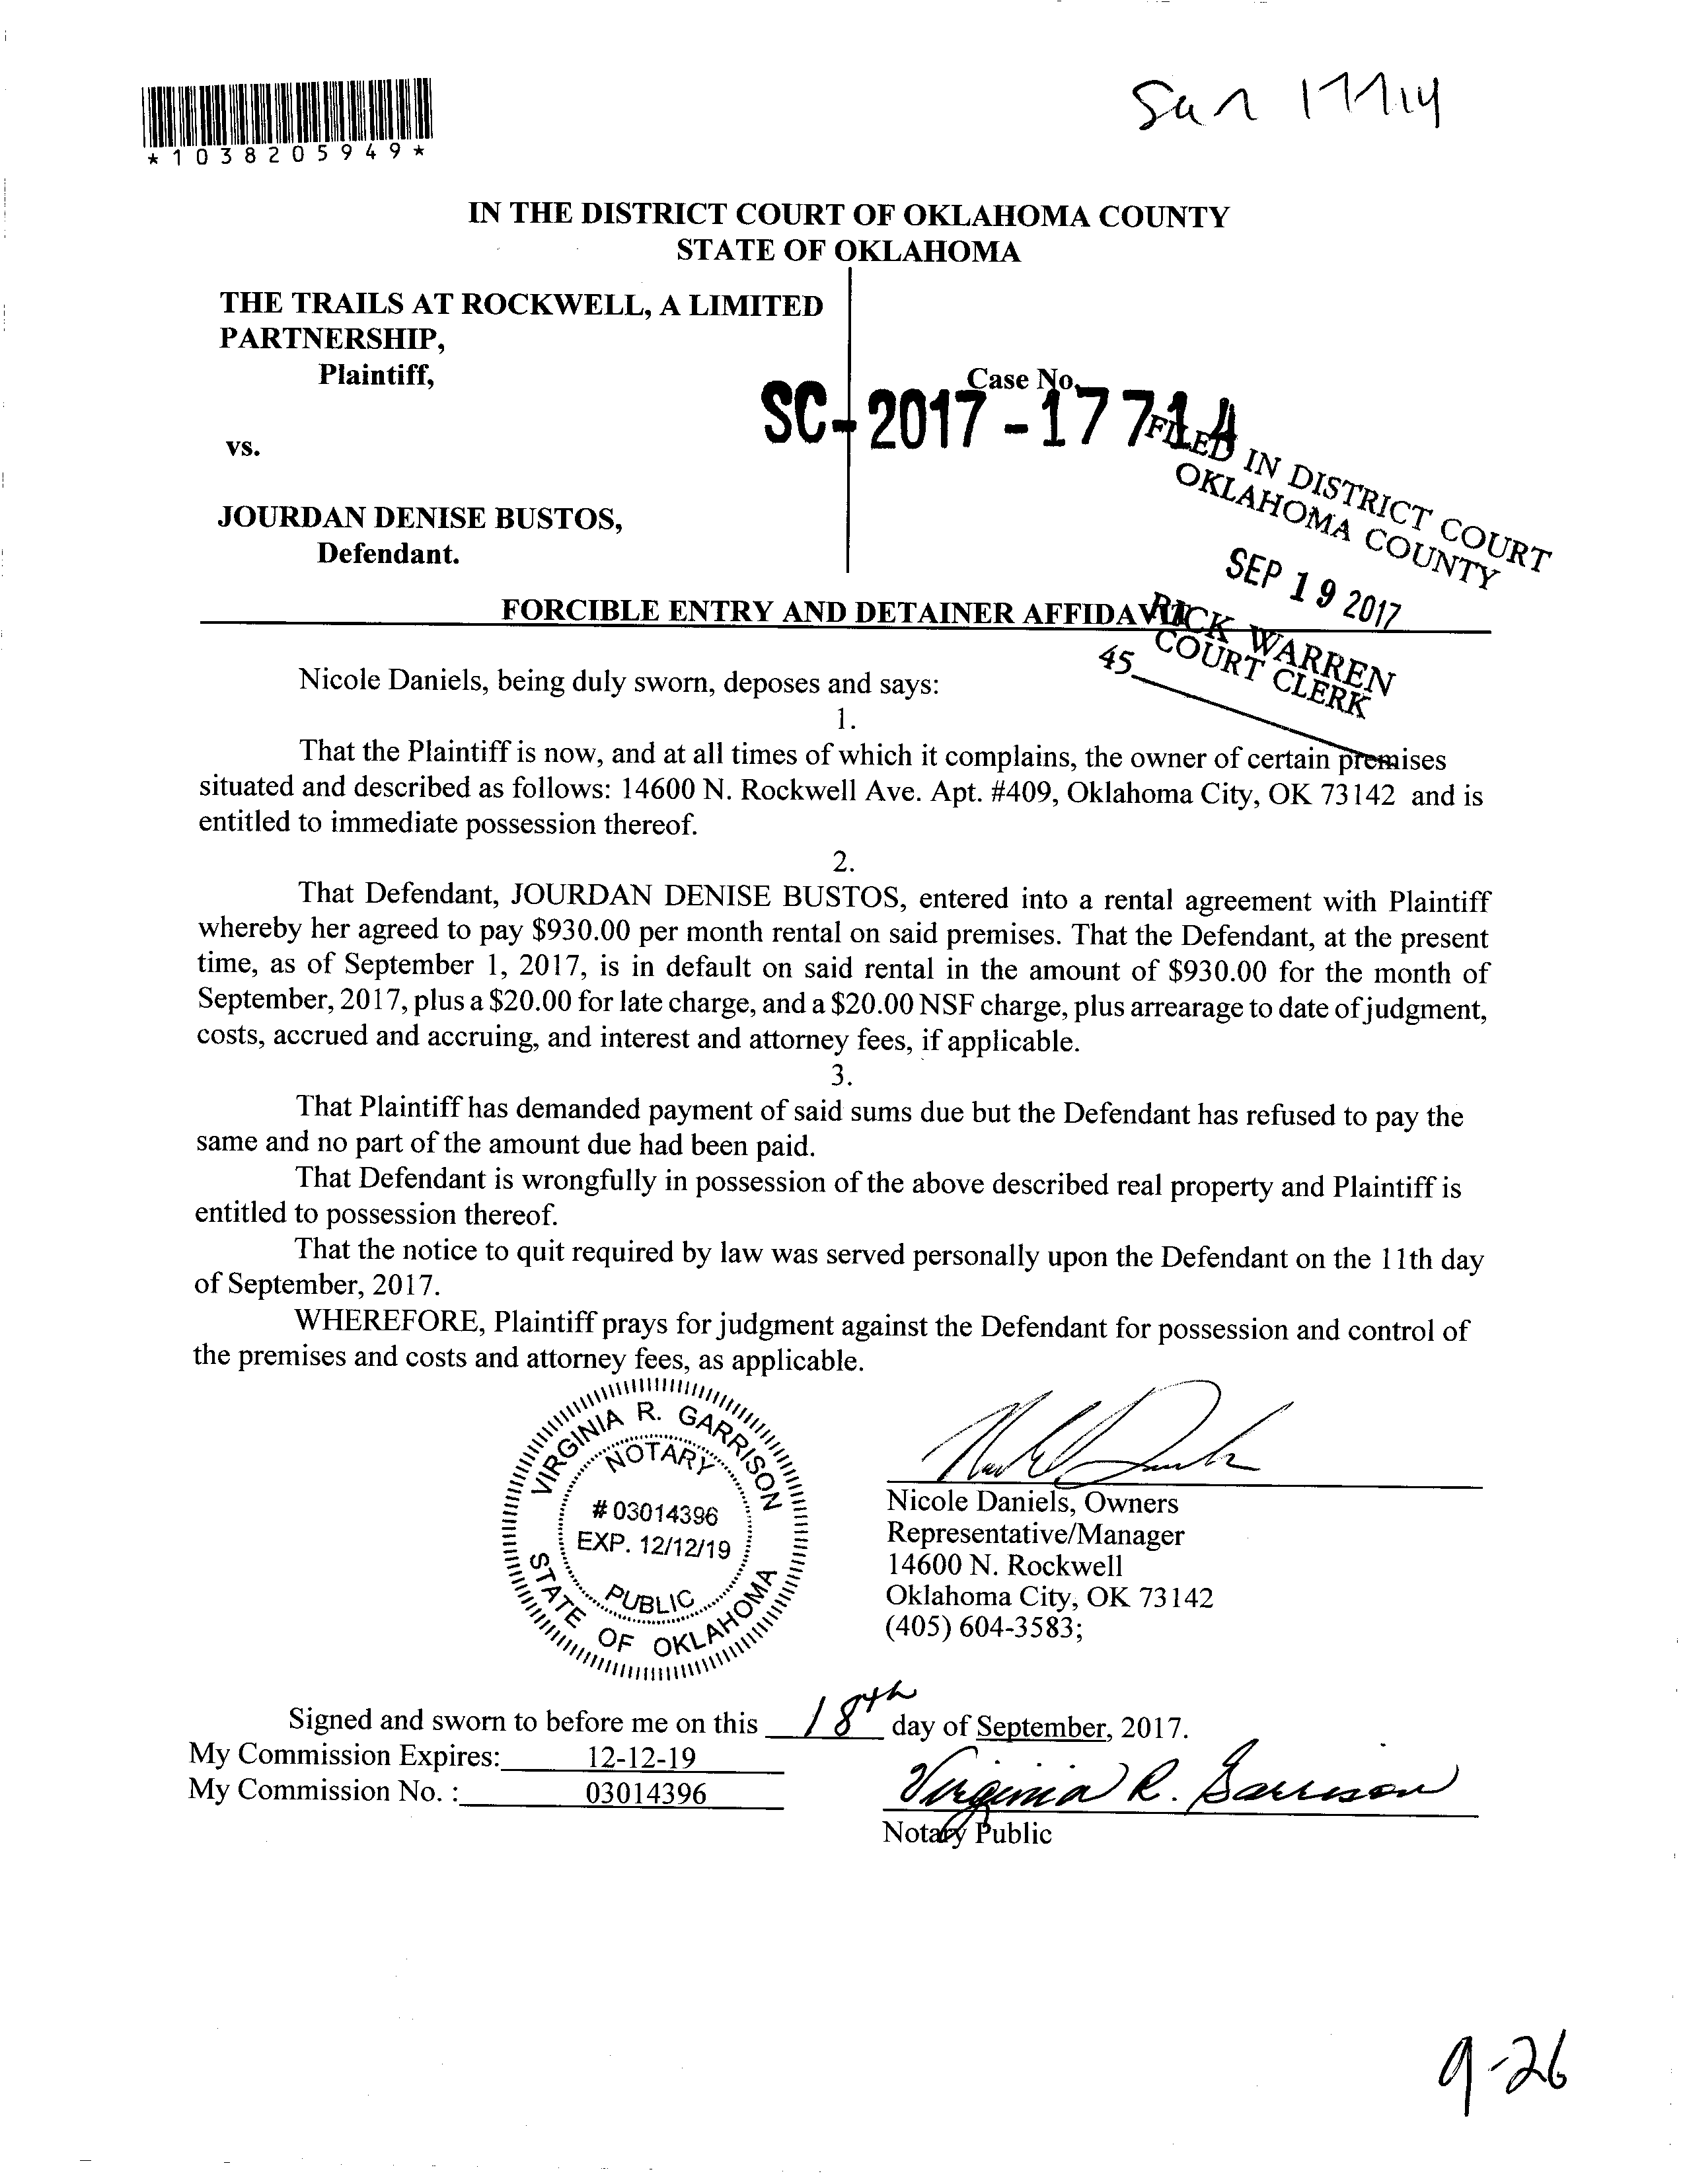 *1038205949*
IN THE DISTRICT COURT OF OKLAHOMA COUNTY
STATE OF OKLAHOMA
THE TRAILS AT ROCKWELL, A LIMITED
PARTNERSHIP,
Plaintiff,
Case No.
SC-2017-17714
vs.
FILED IN DISTRICT COURT
OKLAHOMA COUNTY
JOURDAN DENISE BUSTOS,
Defendant.
SEP 19 2017
RICK WARREN
COURT CLERK
45
FORCIBLE ENTRY AND DETAINER AFFIDAVIT
Nicole Daniels, being duly sworn, deposes and says:
1.
That the Plaintiff is now, and at all times of which it complains, the owner of certain premises
situated and described as follows: 14600 N. Rockwell Ave. Apt. #409, Oklahoma City, OK 73142 and is
entitled to immediate possession thereof.
2.
That Defendant, JOURDAN DENISE BUSTOS, entered into a rental agreement with Plaintiff
whereby her agreed to pay $930.00 per month rental on said premises. That the Defendant, at the present
time, as of September 1, 2017, is in default on said rental in the amount of $930.00 for the month of
September, 2017, plus a $20.00 for late charge, and a $20.00 NSF charge, plus arrearage to date of judgment,
costs, accrued and accruing, and interest and attorney fees, if applicable.
3.
That Plaintiff has demanded payment of said sums due but the Defendant has refused to pay the
same and no part of the amount due had been paid.
That Defendant is wrongfully in possession of the above described real property and Plaintiff is
entitled to possession thereof.
That the notice to quit required by law was served personally upon the Defendant on the 11th day
of September, 2017.
WHEREFORE, Plaintiff prays for judgment against the Defendant for possession and control of
the premises and costs and attorney fees, as applicable.
VIRGINIA R. GARRISON
NOTARY
# 03014396
EXP. 12/12/19
PUBLIC
STATE OF OKLAHOMA
Nicole Daniels, Owners
Representative/Manager
14600 N. Rockwell
Oklahoma City, OK 73142
(405) 604-3583;
Signed and sworn to before me on this 18th day of September, 2017.
My Commission Expires: 12-12-19
My Commission No. : 03014396
Virginia R. Garrison
Notary Public
9-26